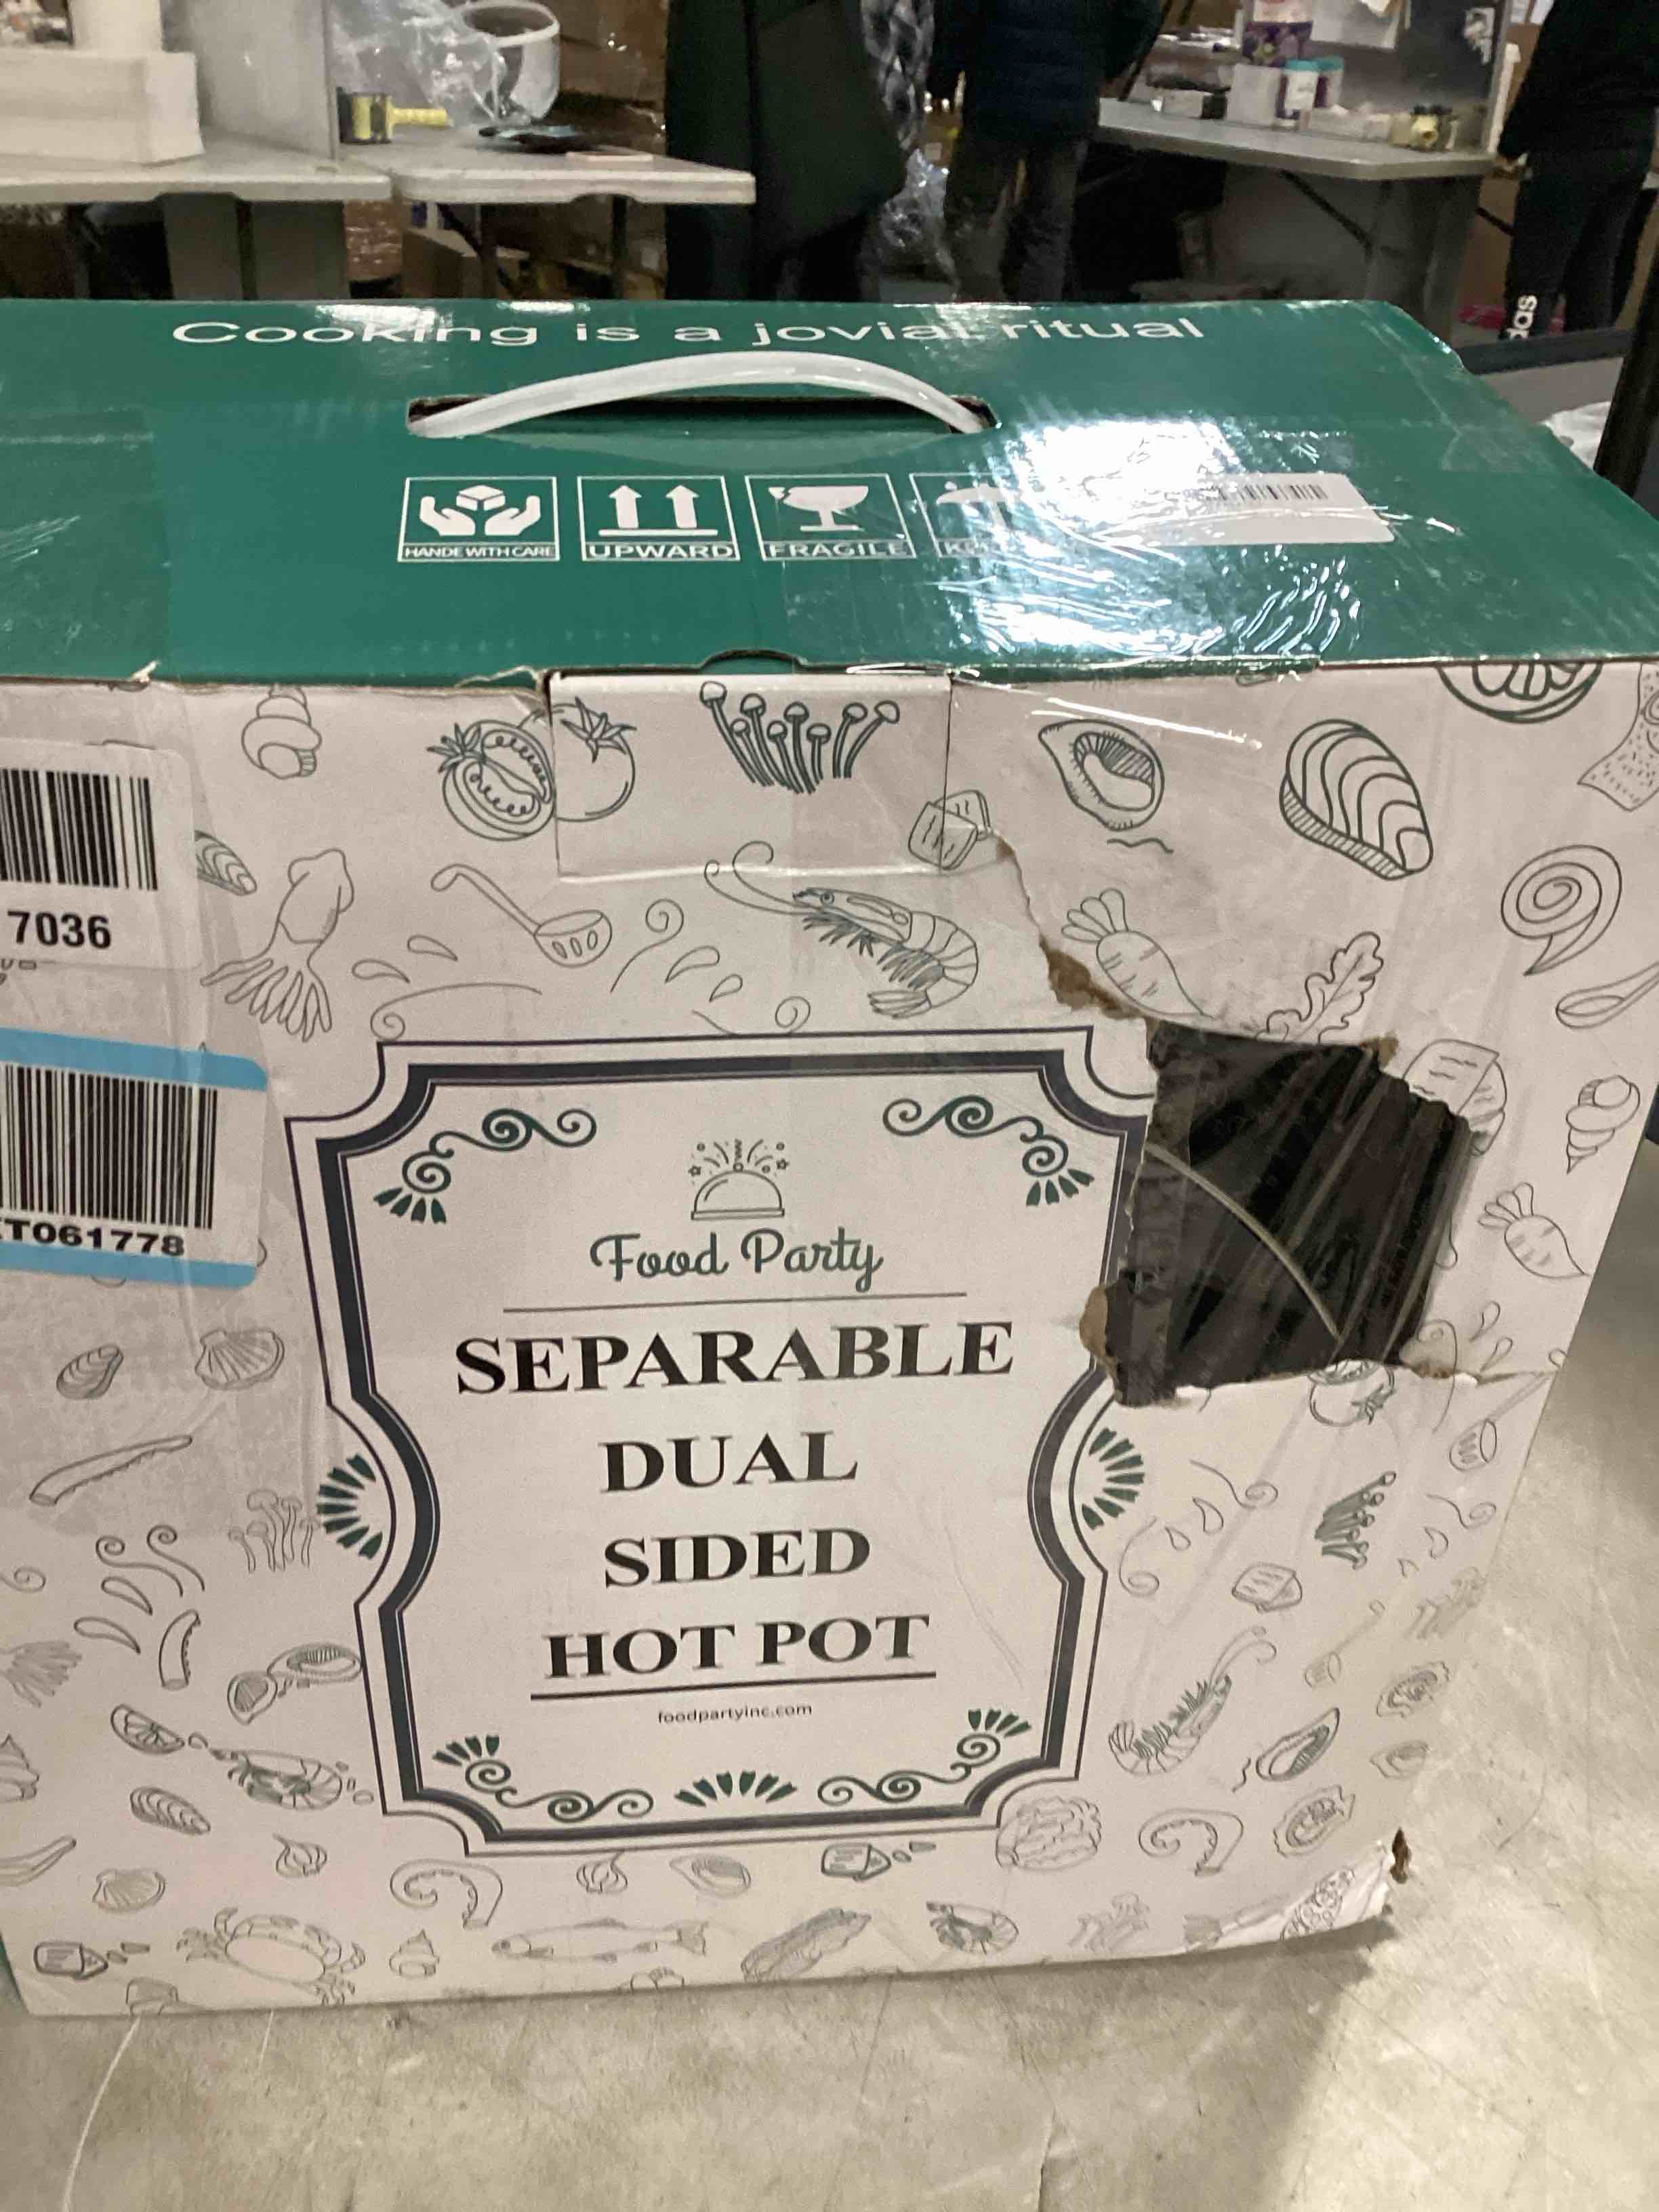 Cooking is a jovial ritual
HANDE WITH CARE
UPWARD
FRAGILE
7036
T061778
Food Party
SEPARABLE
DUAL
SIDED
HOT POT
foodpartyinc.com